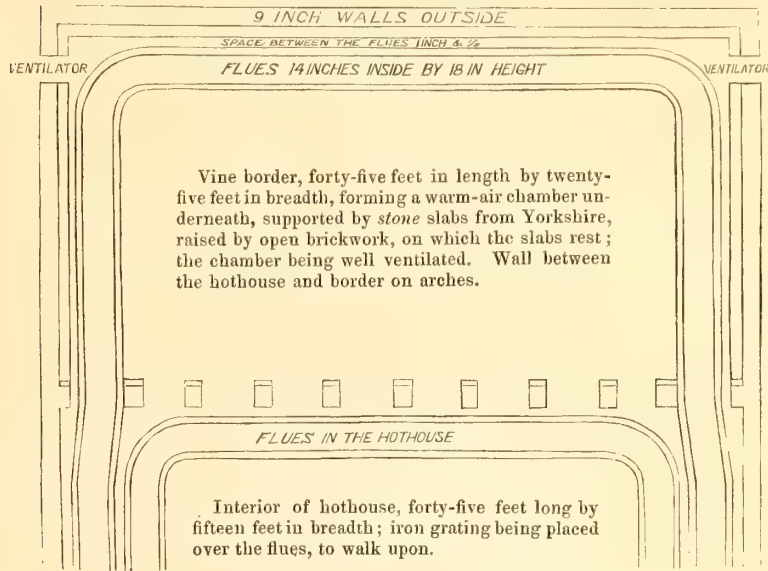 9 INCH WALLS OUTSIDE
SPACE BETWEEN THE FLUES 1 INCH & ½
VENTILATOR
FLUES 14 INCHES INSIDE BY 18 IN HEIGHT
VENTILATOR
Vine border, forty-five feet in length by twenty-
five feet in breadth, forming a warm-air chamber un-
derneath, supported by stone slabs from Yorkshire,
raised by open brickwork, on which the slabs rest;
the chamber being well ventilated. Wall between
the hothouse and border on arches.
FLUES IN THE HOTHOUSE
Interior of hothouse, forty-five feet long by
fifteen feet in breadth; iron grating being placed
over the flues, to walk upon.